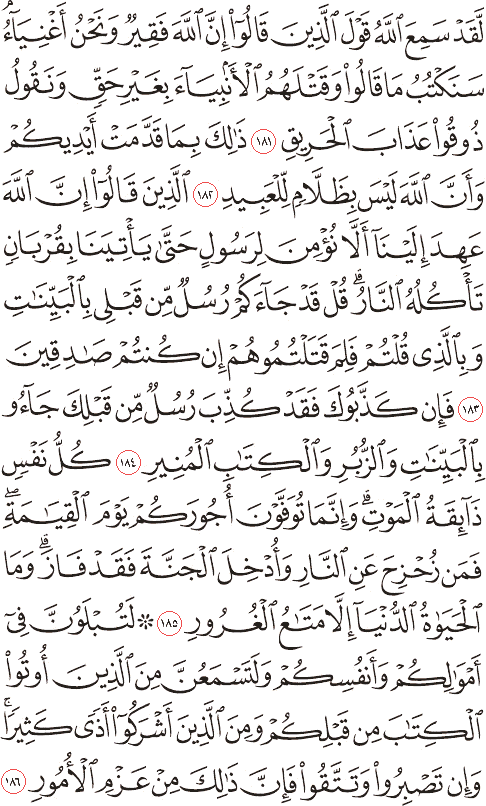 لَّقَدْ سَمِعَ ٱللَّهُ قَوْلَ ٱلَّذِينَ قَالُوٓا۟ إِنَّ ٱللَّهَ فَقِيرٌ وَنَحْنُ أَغْنِيَآءُ
سَنَكْتُبُ مَا قَالُوا۟ وَقَتْلَهُمُ ٱلْأَنۢبِيَآءَ بِغَيْرِ حَقٍّ وَنَقُولُ
ذُوقُوا۟ عَذَابَ ٱلْحَرِيقِ ١٨١ ذَٰلِكَ بِمَا قَدَّمَتْ أَيْدِيكُمْ
وَأَنَّ ٱللَّهَ لَيْسَ بِظَلَّامٍ لِّلْعَبِيدِ ١٨٢ ٱلَّذِينَ قَالُوٓا۟ إِنَّ ٱللَّهَ
عَهِدَ إِلَيْنَآ أَلَّا نُؤْمِنَ لِرَسُولٍ حَتَّىٰ يَأْتِيَنَا بِقُرْبَانٍ
تَأْكُلُهُ ٱلنَّارُ ۗ قُلْ قَدْ جَآءَكُمْ رُسُلٌ مِّن قَبْلِى بِٱلْبَيِّنَٰتِ
وَبِٱلَّذِى قُلْتُمْ فَلِمَ قَتَلْتُمُوهُمْ إِن كُنتُمْ صَٰدِقِينَ
١٨٣ فَإِن كَذَّبُوكَ فَقَدْ كُذِّبَ رُسُلٌ مِّن قَبْلِكَ جَآءُو
بِٱلْبَيِّنَٰتِ وَٱلزُّبُرِ وَٱلْكِتَٰبِ ٱلْمُنِيرِ ١٨٤ كُلُّ نَفْسٍ
ذَآئِقَةُ ٱلْمَوْتِ ۗ وَإِنَّمَا تُوَفَّوْنَ أُجُورَكُمْ يَوْمَ ٱلْقِيَٰمَةِ ۖ
فَمَن زُحْزِحَ عَنِ ٱلنَّارِ وَأُدْخِلَ ٱلْجَنَّةَ فَقَدْ فَازَ ۗ وَمَا
ٱلْحَيَوٰةُ ٱلدُّنْيَآ إِلَّا مَتَٰعُ ٱلْغُرُورِ ١٨٥ ۞ لَتُبْلَوُنَّ فِىٓ
أَمْوَٰلِكُمْ وَأَنفُسِكُمْ وَلَتَسْمَعُنَّ مِنَ ٱلَّذِينَ أُوتُوا۟
ٱلْكِتَٰبَ مِن قَبْلِكُمْ وَمِنَ ٱلَّذِينَ أَشْرَكُوٓا۟ أَذًى كَثِيرًا ۚ
وَإِن تَصْبِرُوا۟ وَتَتَّقُوا۟ فَإِنَّ ذَٰلِكَ مِنْ عَزْمِ ٱلْأُمُورِ ١٨٦